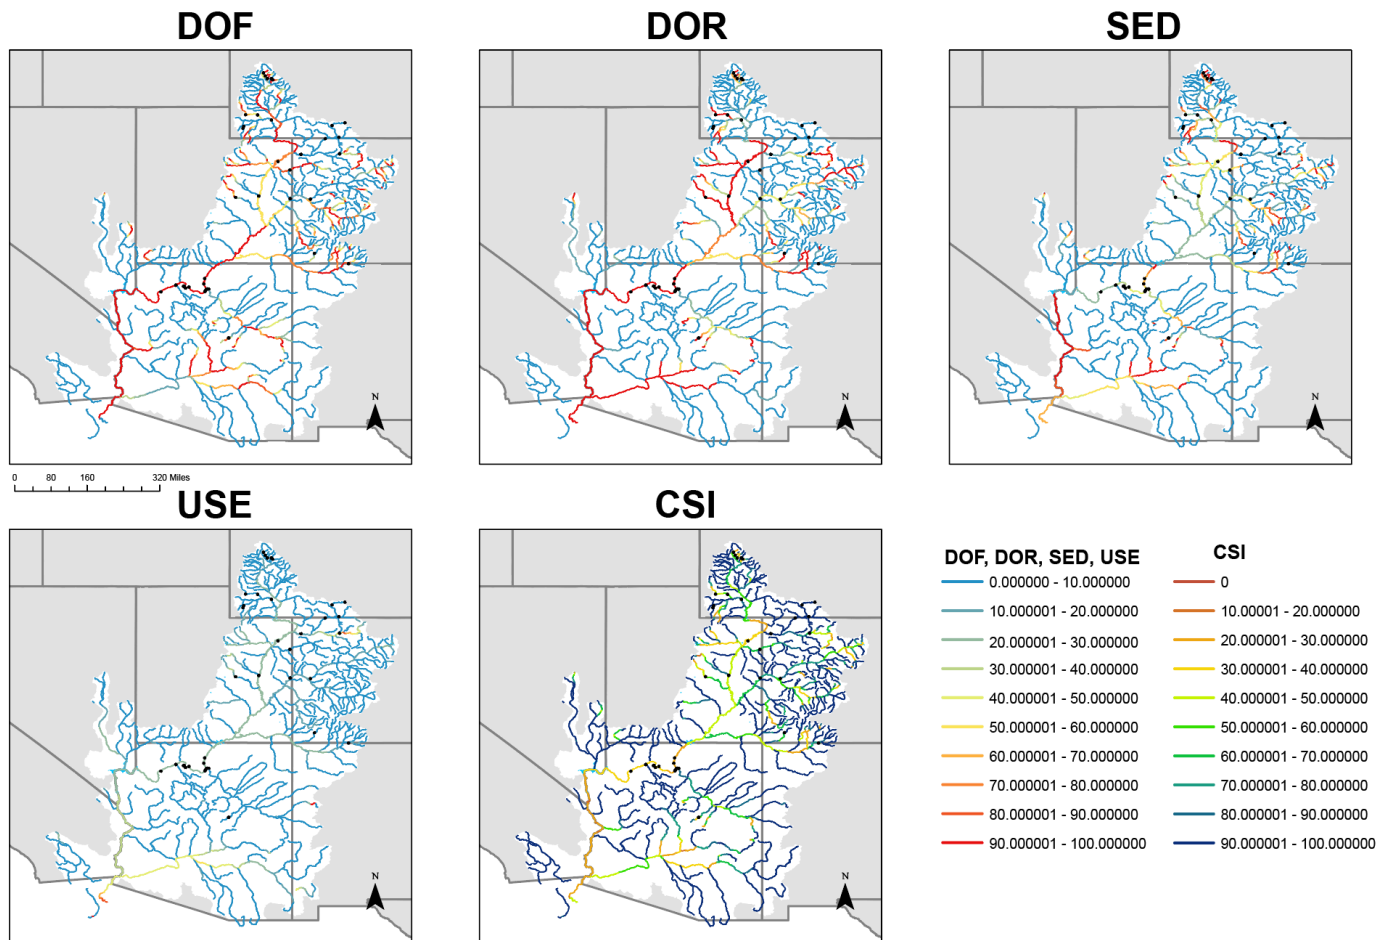 DOF
DOR
SED
N
N
N
0 80 160 320 Miles
USE
CSI
N
N
DOF, DOR, SED, USE
0.000000 - 10.000000
10.000001 - 20.000000
20.000001 - 30.000000
30.000001 - 40.000000
40.000001 - 50.000000
50.000001 - 60.000000
60.000001 - 70.000000
70.000001 - 80.000000
80.000001 - 90.000000
90.000001 - 100.000000
CSI
0
10.00001 - 20.000000
20.000001 - 30.000000
30.000001 - 40.000000
40.000001 - 50.000000
50.000001 - 60.000000
60.000001 - 70.000000
70.000001 - 80.000000
80.000001 - 90.000000
90.000001 - 100.000000